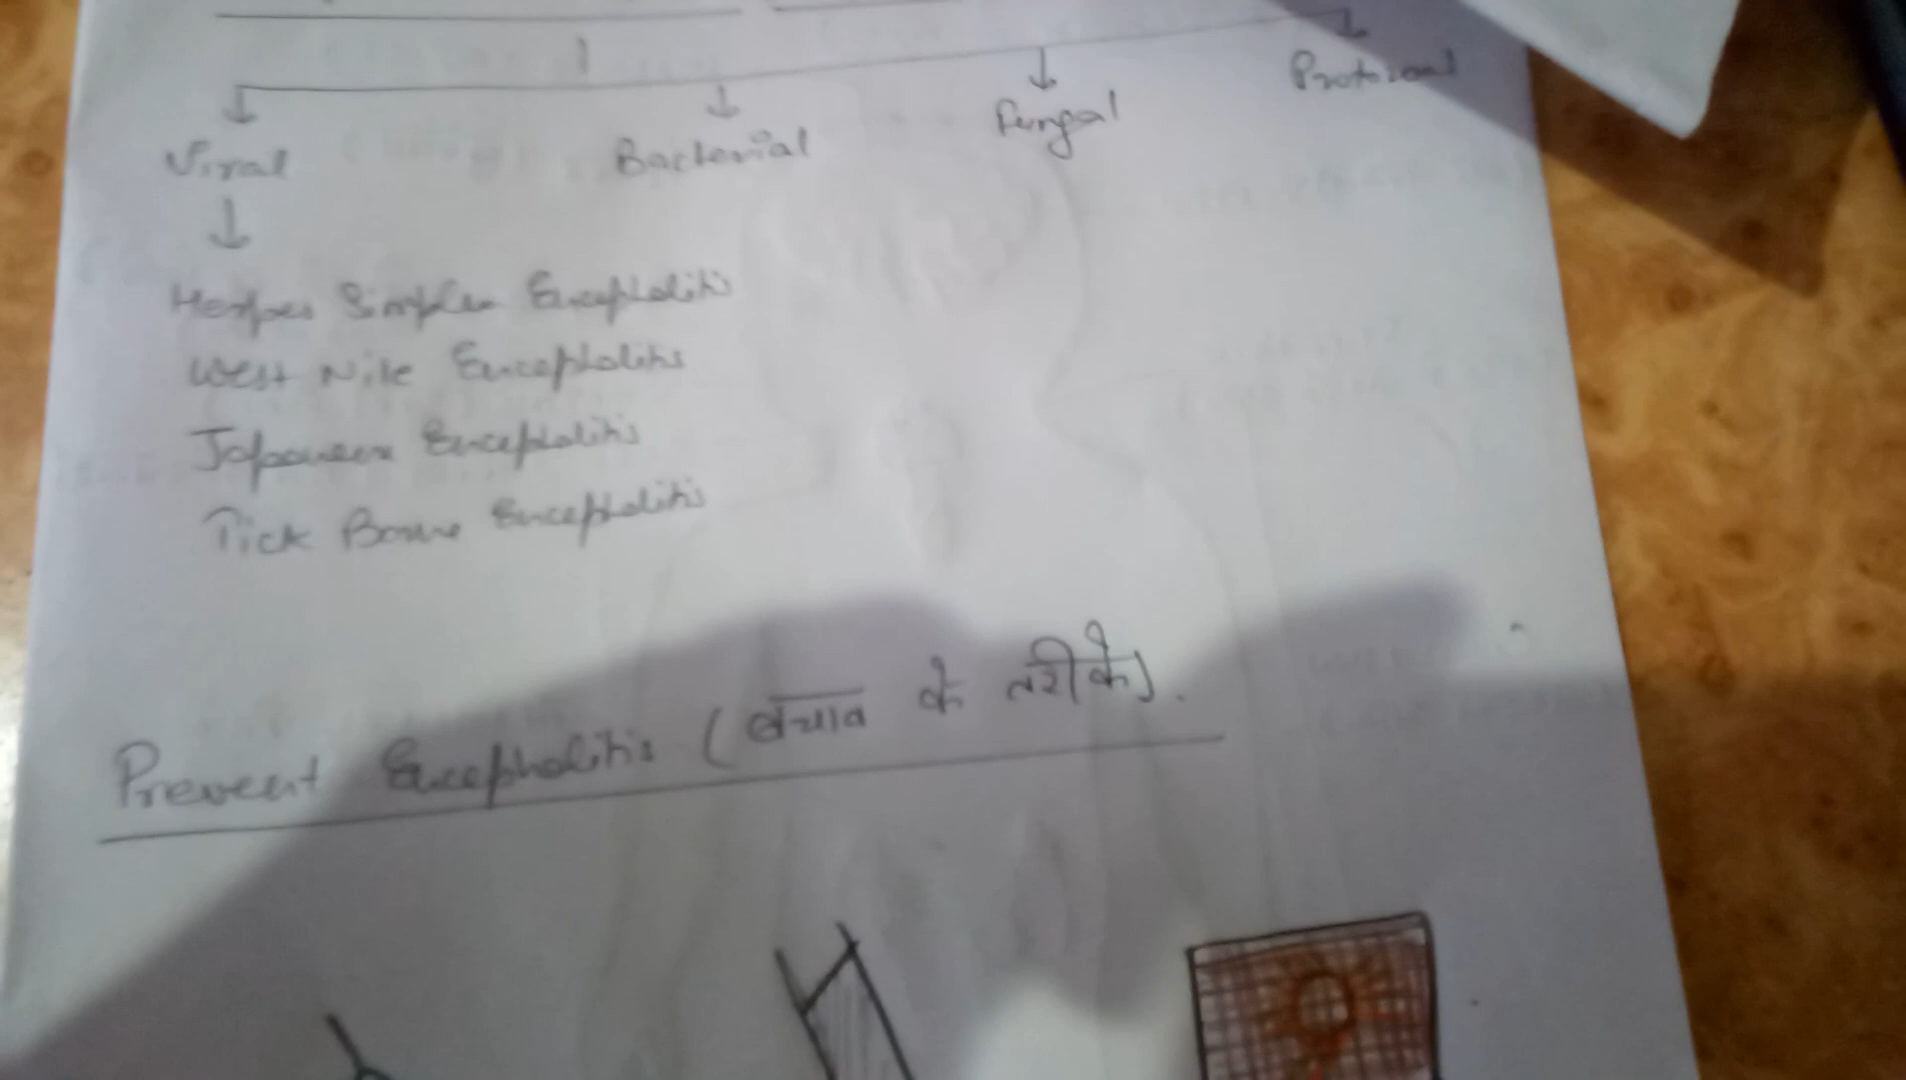 Viral Bacterial Fungal Protozoal
Herpes Simplex Encephalitis
West Nile Encephalitis
Japanese Encephalitis
Tick Borne Encephalitis
Prevent Encephalitis (बचाव के तरीके).